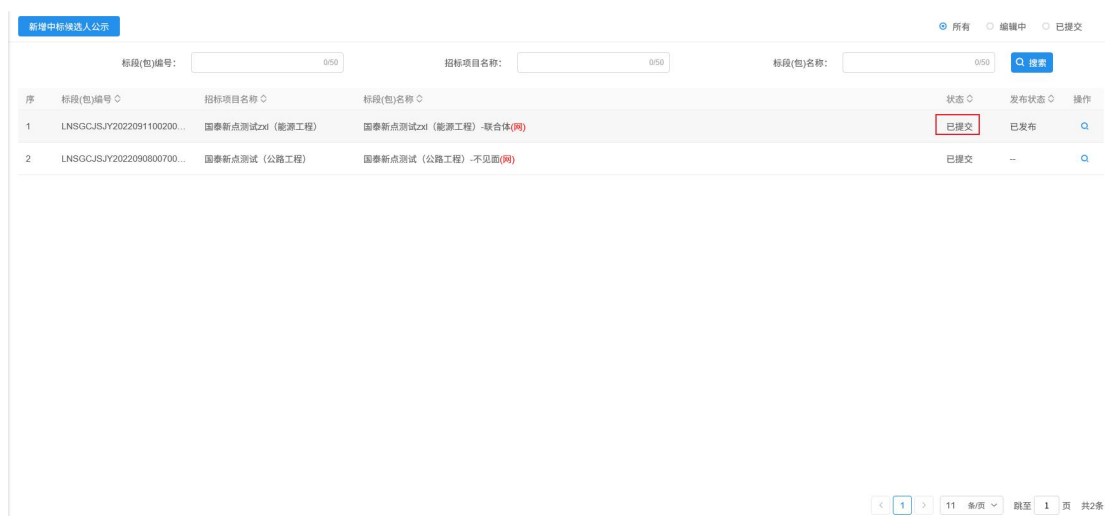 新增中标候选人公示 所有 编辑中 已提交
标段(包)编号： 0/50 招标项目名称： 0/50 标段(包)名称： 0/50 搜索
序 标段(包)编号 招标项目名称 标段(包)名称 状态 发布状态 操作
1 LNSGCJSJY2022091100200... 国泰新点测试zxl（能源工程） 国泰新点测试zxl（能源工程）-联合体(网) 已提交 已发布
2 LNSGCJSJY2022090800700... 国泰新点测试（公路工程） 国泰新点测试（公路工程）-不见面(网) 已提交 --
< 1 > 11 条/页 跳至 1 页 共2条